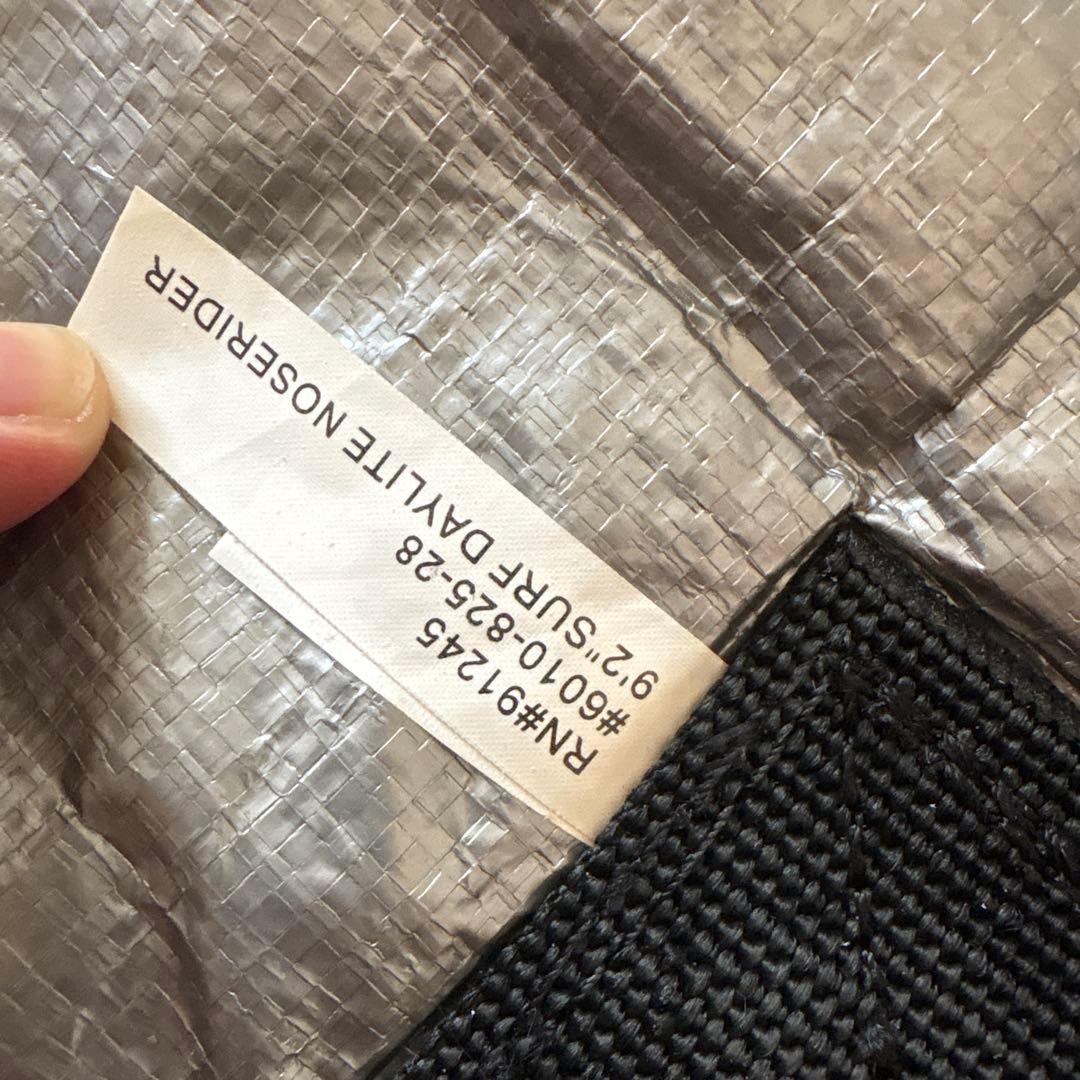 RN#91245
#6010-825-28
9'2" SURF DAYLITE NOSERIDER